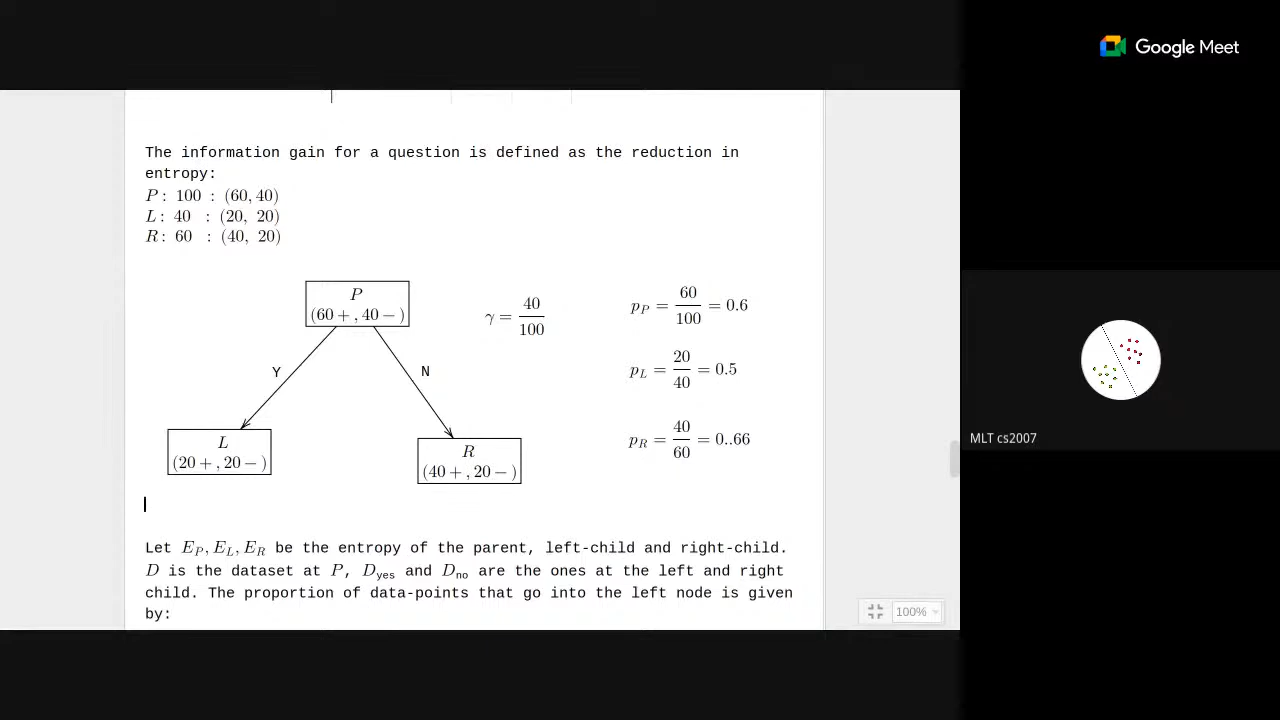 Google Meet
The information gain for a question is defined as the reduction in
entropy:
P : 100 : (60, 40)
L : 40 : (20, 20)
R : 60 : (40, 20)
P
(60 + , 40 − )
γ = 40/100
p_P = 60/100 = 0.6
Y
N
p_L = 20/40 = 0.5
L
(20 + , 20 − )
R
(40 + , 20 − )
p_R = 40/60 = 0..66
MLT cs2007
Let E_P, E_L, E_R be the entropy of the parent, left-child and right-child.
D is the dataset at P, D_yes and D_no are the ones at the left and right
child. The proportion of data-points that go into the left node is given
by:
100%